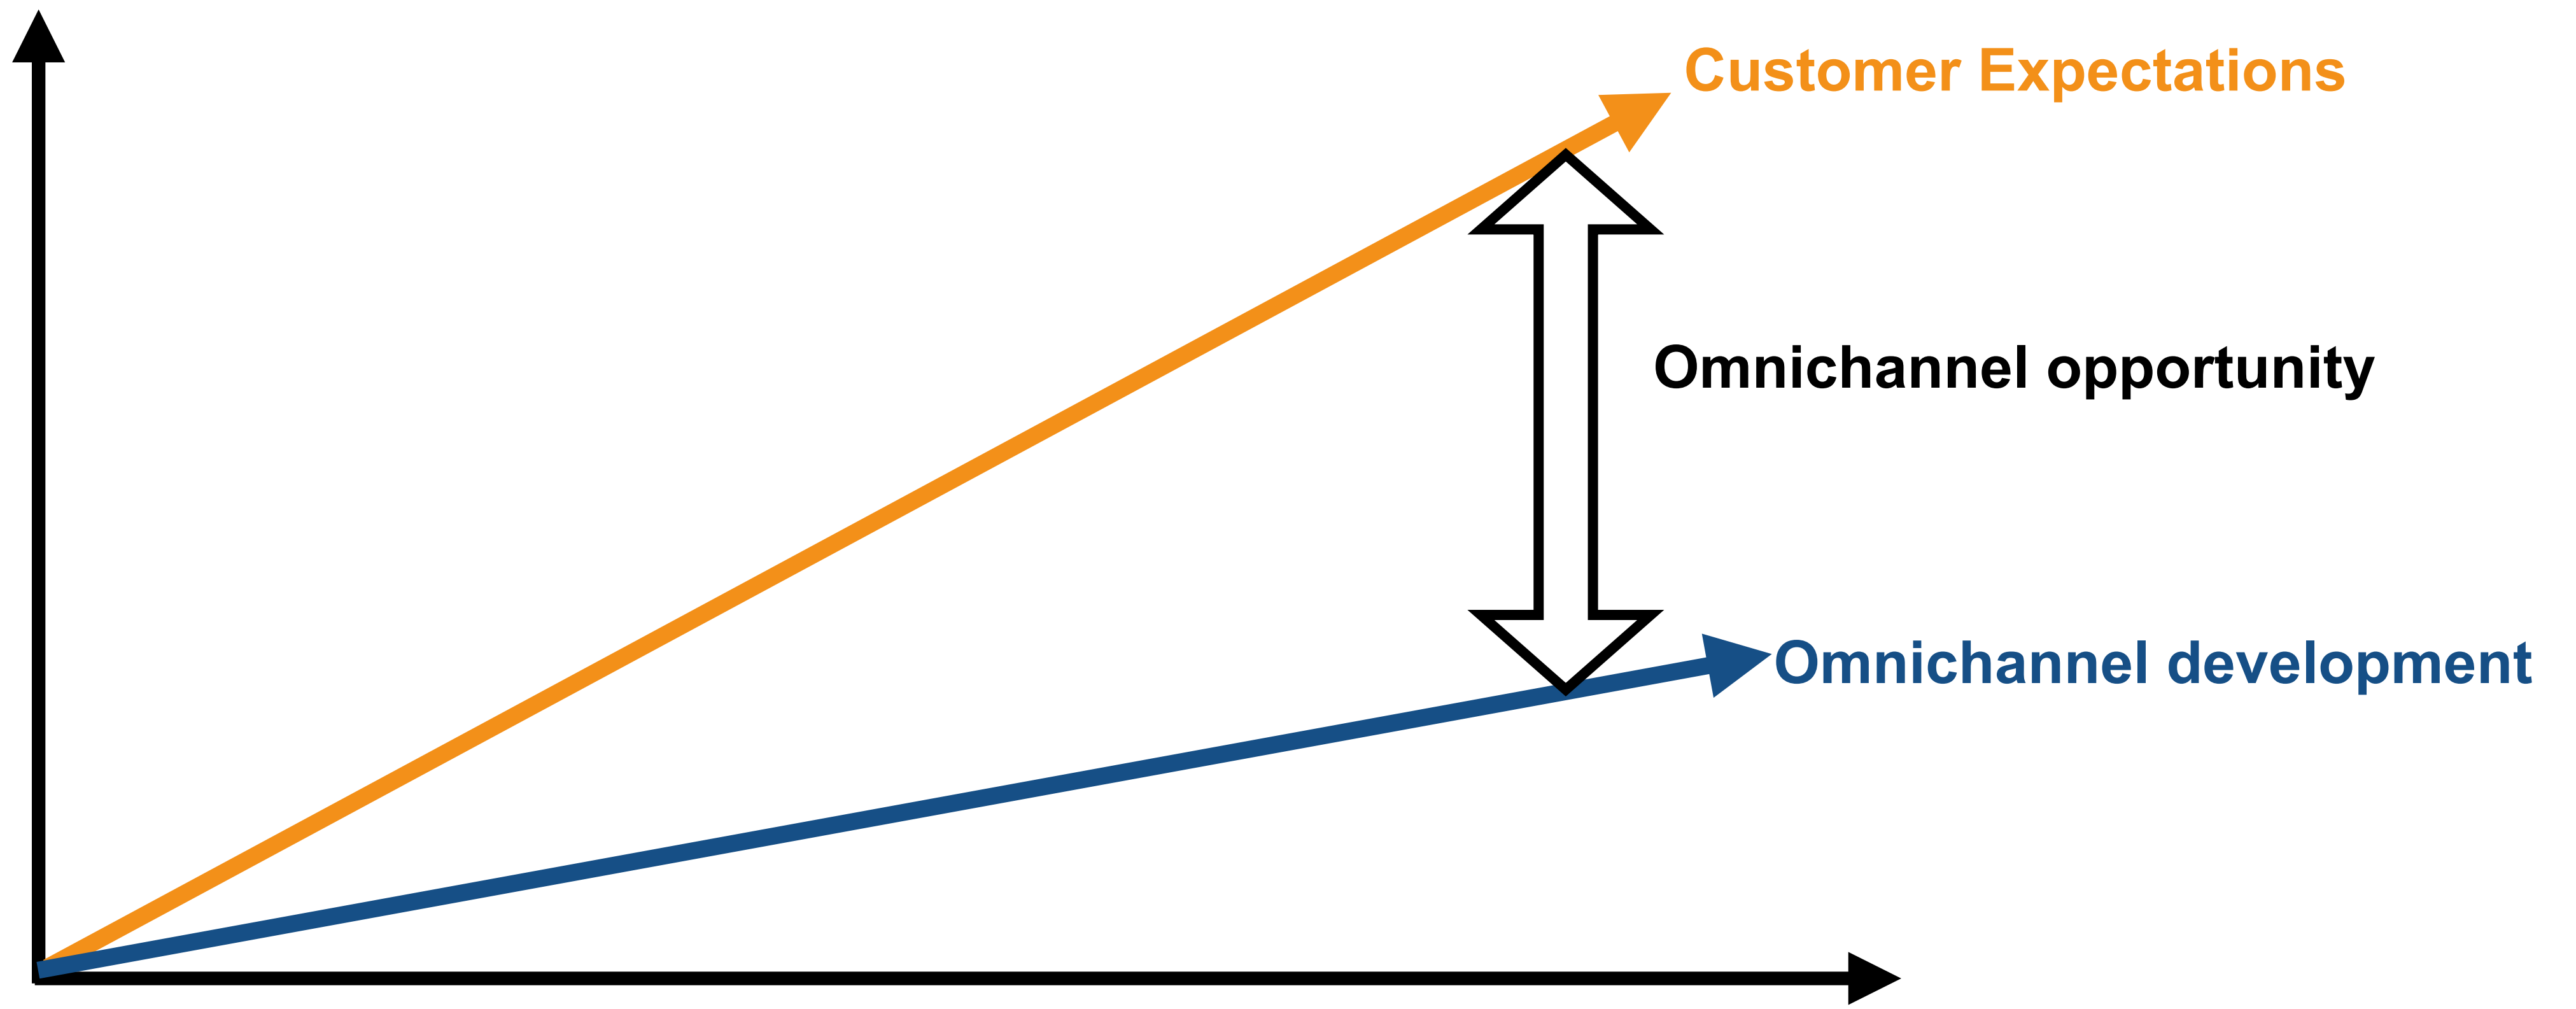 Customer Expectations
Omnichannel opportunity
Omnichannel development